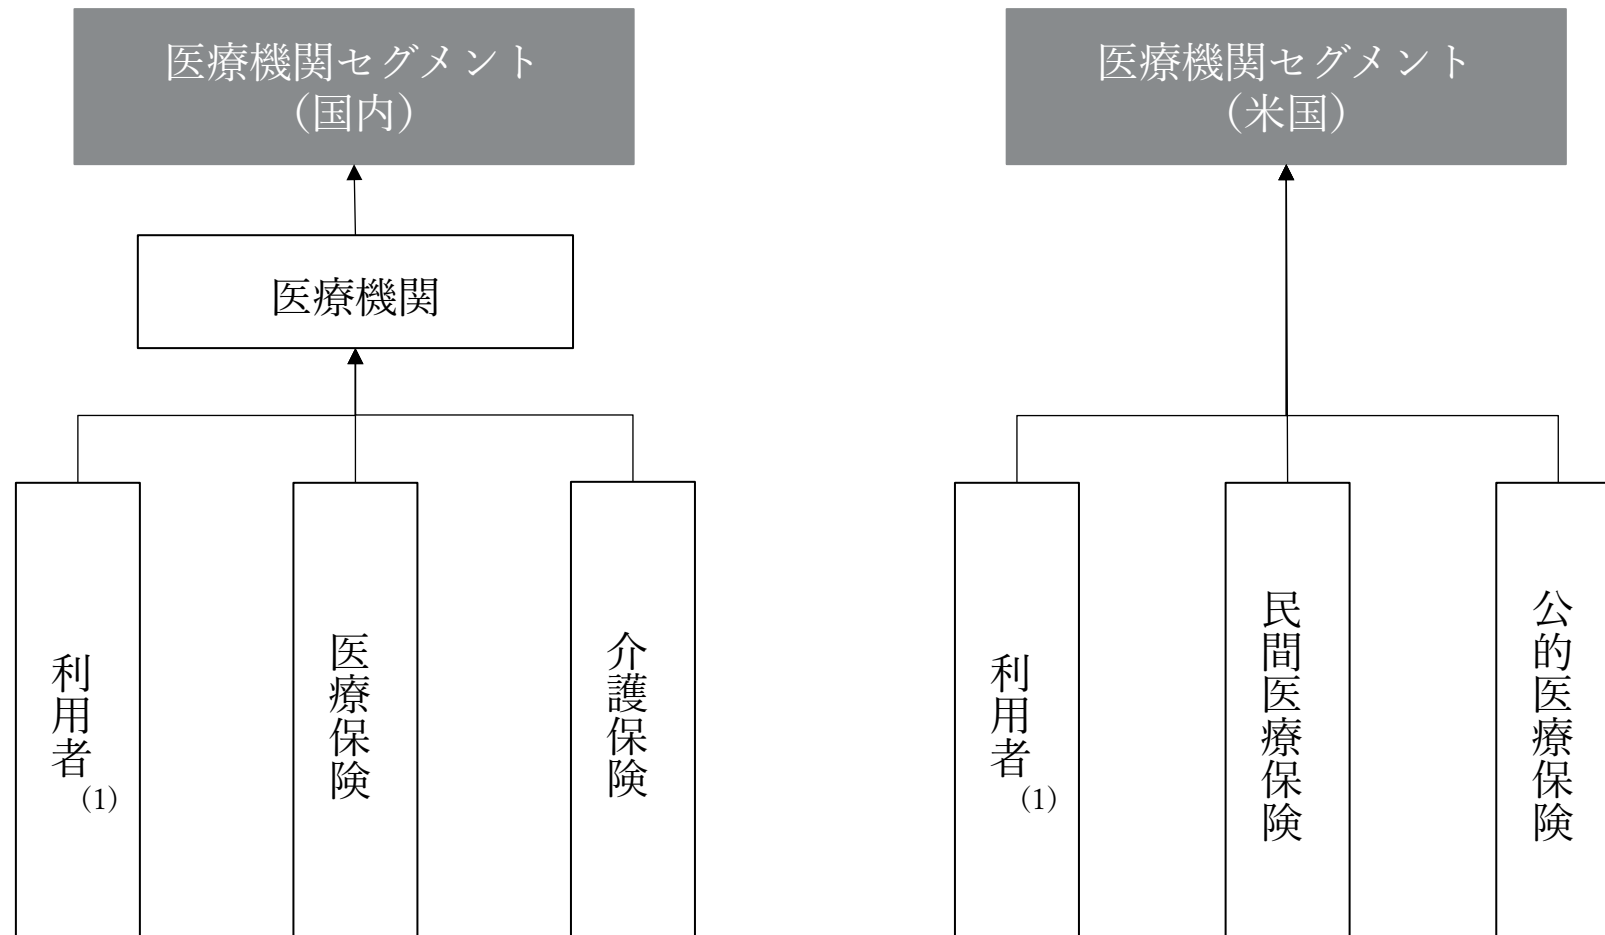 医療機関セグメント
（国内）
医療機関
利用者(1)
医療保険
介護保険
医療機関セグメント
（米国）
利用者(1)
民間医療保険
公的医療保険